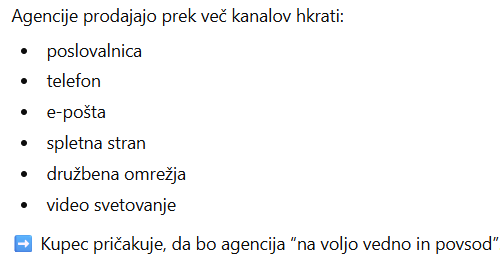 Agencije prodajajo prek več kanalov hkrati:
• poslovalnica
• telefon
• e-pošta
• spletna stran
• družbena omrežja
• video svetovanje
➡ Kupec pričakuje, da bo agencija “na voljo vedno in povsod”